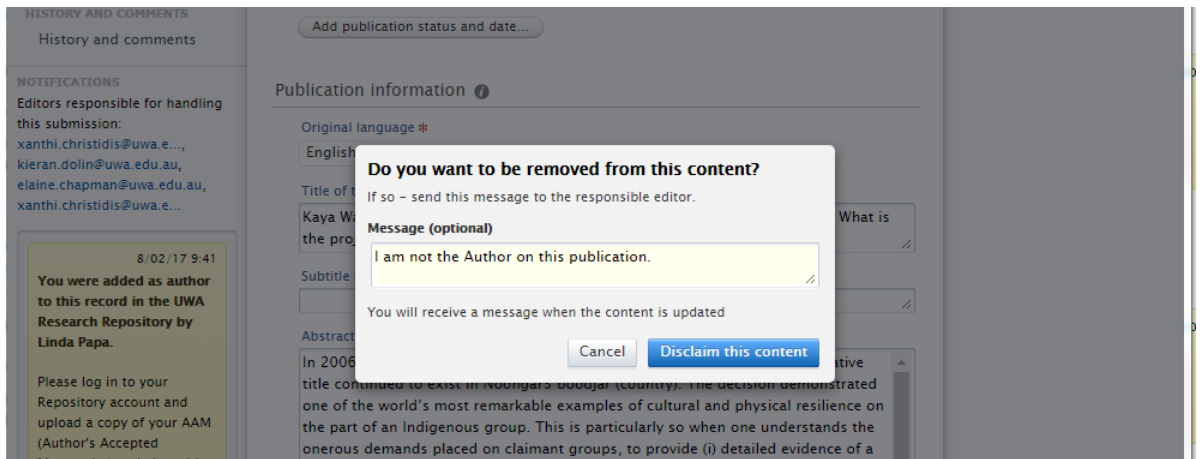 HISTORY AND COMMENTS
History and comments
NOTIFICATIONS
Editors responsible for handling
this submission:
xanthi.christidis@uwa.e...,
kieran.dolin@uwa.edu.au,
elaine.chapman@uwa.edu.au,
xanthi.christidis@uwa.e...
8/02/17 9:41
You were added as author
to this record in the UWA
Research Repository by
Linda Papa.
Please log in to your
Repository account and
upload a copy of your AAM
(Author's Accepted
Add publication status and date...
Publication information
Original language *
English
Title of t
Kaya Wa What is
the proj
Subtitle
Abstract
In 2006 ative
title continued to exist in Noongar5 boodjar (country). The decision demonstrated
one of the world's most remarkable examples of cultural and physical resilience on
the part of an Indigenous group. This is particularly so when one understands the
onerous demands placed on claimant groups, to provide (i) detailed evidence of a
Do you want to be removed from this content?
If so – send this message to the responsible editor.
Message (optional)
I am not the Author on this publication.
You will receive a message when the content is updated
Cancel
Disclaim this content